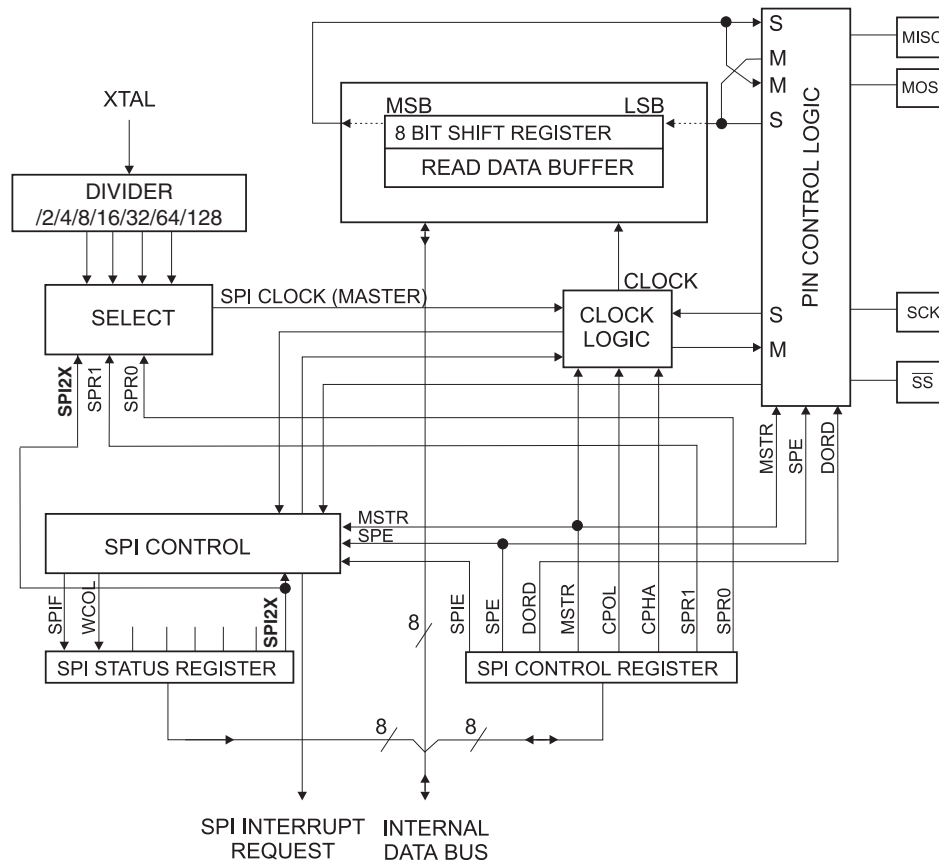 S
MISO
M
M
MOSI
XTAL
MSB
LSB
S
8 BIT SHIFT REGISTER
READ DATA BUFFER
PIN CONTROL LOGIC
DIVIDER
/2/4/8/16/32/64/128
SPI CLOCK (MASTER)
CLOCK
SELECT
CLOCK
LOGIC
S
M
SCK
SS
SPI2X
SPR1
SPR0
MSTR
SPE
DORD
MSTR
SPE
SPI CONTROL
SPIF
WCOL
SPI2X
8
SPIE
SPE
DORD
MSTR
CPOL
CPHA
SPR1
SPR0
SPI STATUS REGISTER
SPI CONTROL REGISTER
8
8
SPI INTERRUPT
REQUEST
INTERNAL
DATA BUS